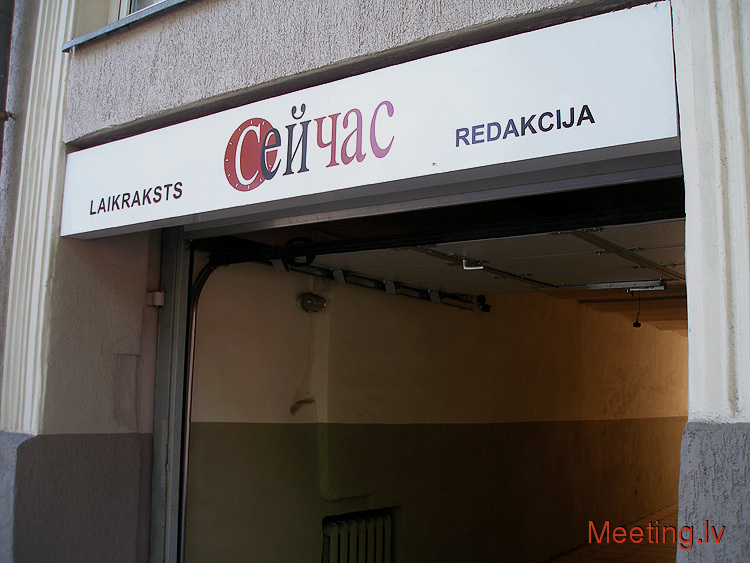 LAIKRAKSTS
сейчас
REDAKCIJA
Meeting.lv